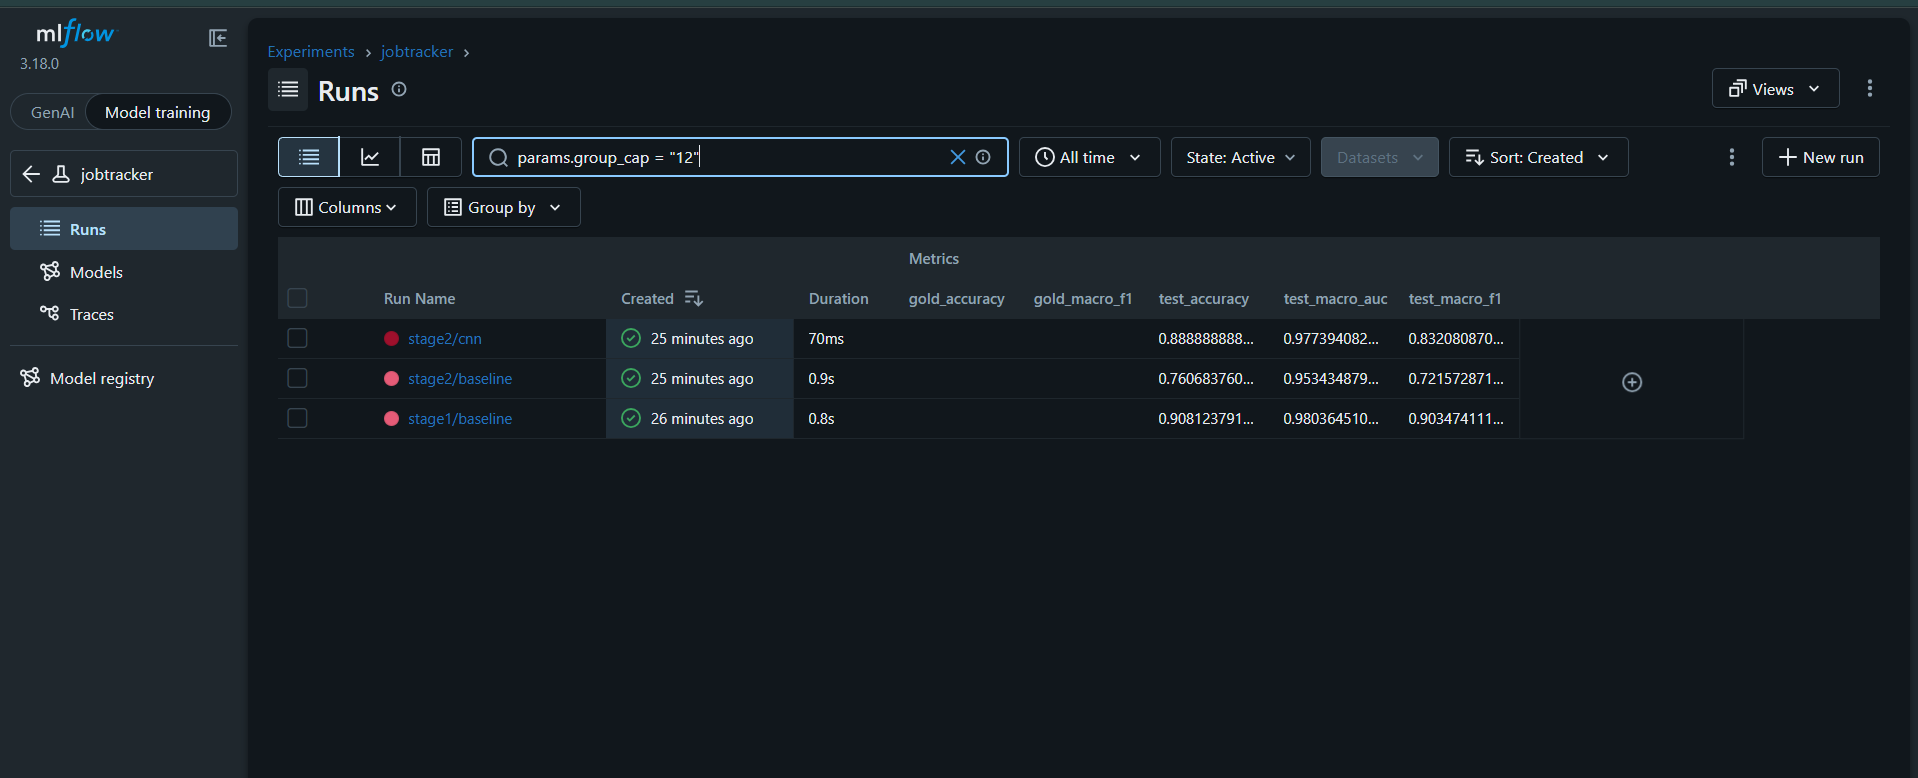 mlflow
3.18.0
GenAI Model training
jobtracker
Runs
Models
Traces
Model registry
Experiments > jobtracker >
Runs
Views
params.group_cap = "12"
All time
State: Active
Datasets
Sort: Created
New run
Columns
Group by
Metrics
Run Name Created Duration gold_accuracy gold_macro_f1 test_accuracy test_macro_auc test_macro_f1
stage2/cnn 25 minutes ago 70ms 0.888888888... 0.977394082... 0.832080870...
stage2/baseline 25 minutes ago 0.9s 0.760683760... 0.953434879... 0.721572871...
stage1/baseline 26 minutes ago 0.8s 0.908123791... 0.980364510... 0.903474111...